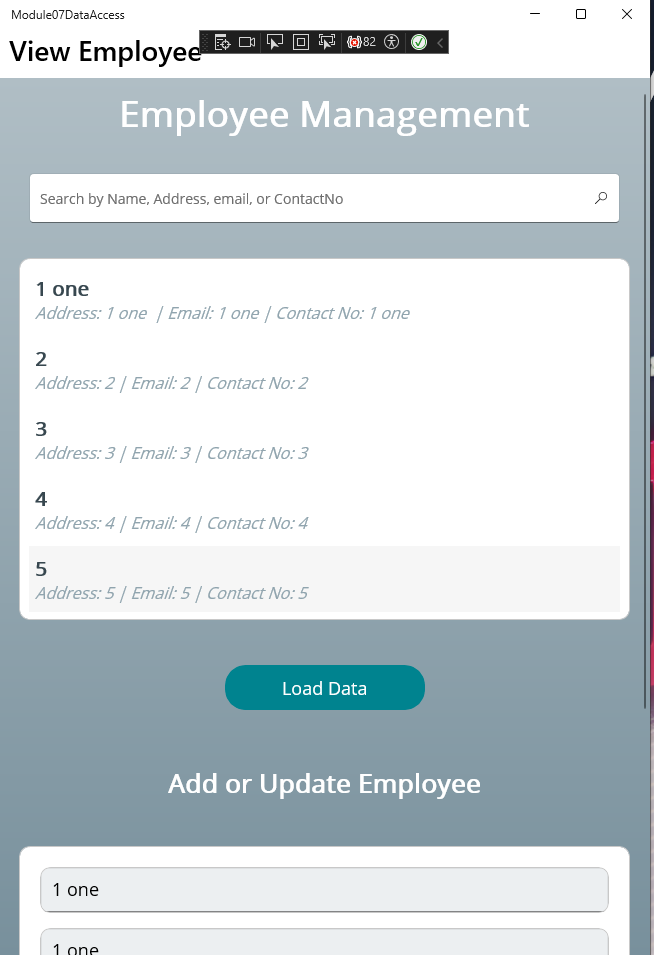 Module07DataAccess
View Employee
82
Employee Management
Search by Name, Address, email, or ContactNo
1 one
Address: 1 one  | Email: 1 one | Contact No: 1 one
2
Address: 2 | Email: 2 | Contact No: 2
3
Address: 3 | Email: 3 | Contact No: 3
4
Address: 4 | Email: 4 | Contact No: 4
5
Address: 5 | Email: 5 | Contact No: 5
Load Data
Add or Update Employee
1 one
1 one